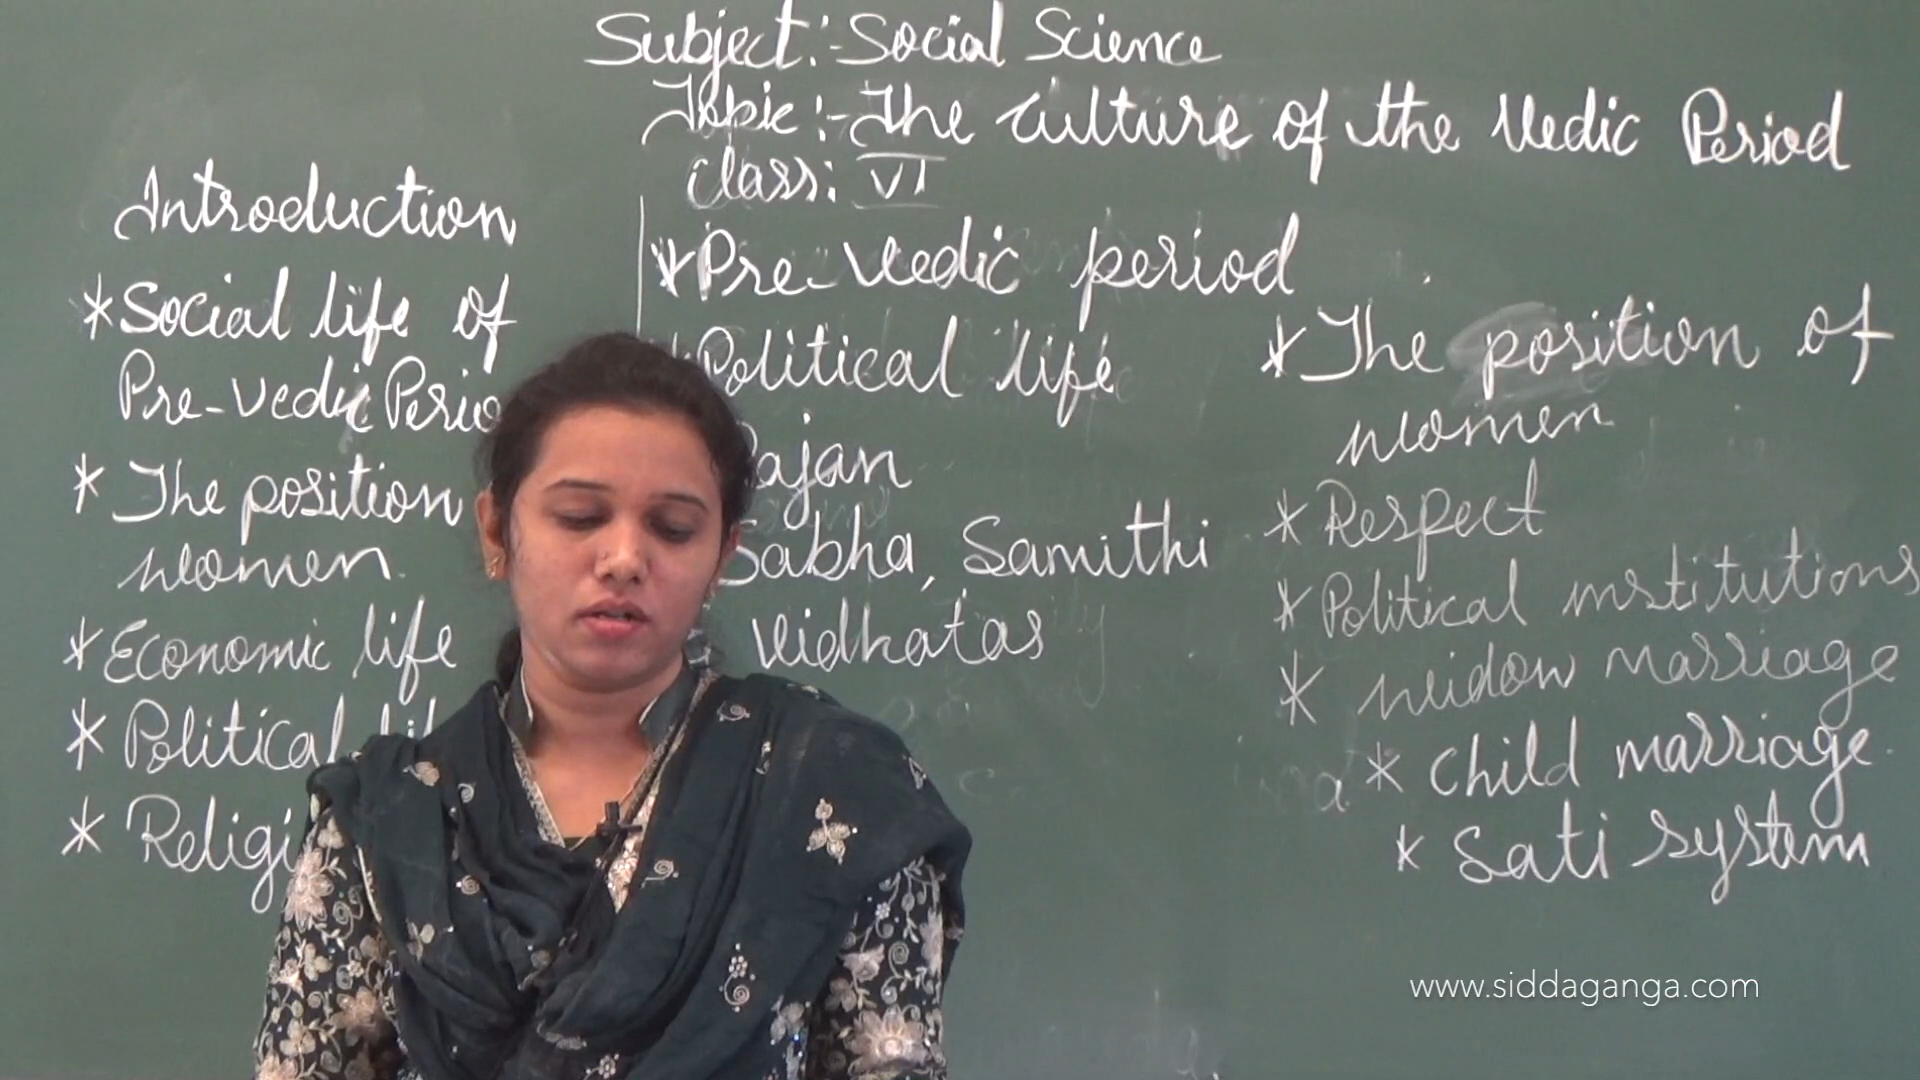 Subject:-Social Science
Topic:-The culture of the Vedic Period
Class: VI
Introduction
*Social life of
Pre-vedic Perio
* The position
women.
*Economic life
* Political
* Religi
*Pre-Vedic period
Political life
ajan
Sabha, Samithi
Vidhatas
*The position of
women.
* Respect
* Political institutions
* widow marriage
* child marriage.
* Sati system
www.siddaganga.com